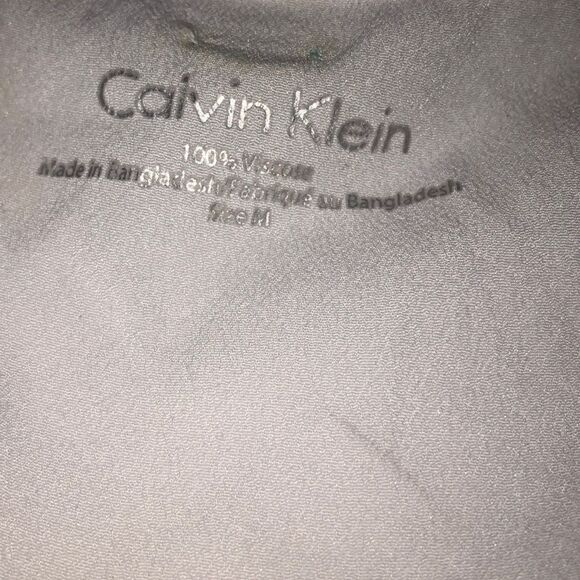 Calvin Klein
100% Viscose
Made in Bangladesh/Fabriqué au Bangladesh
Size M